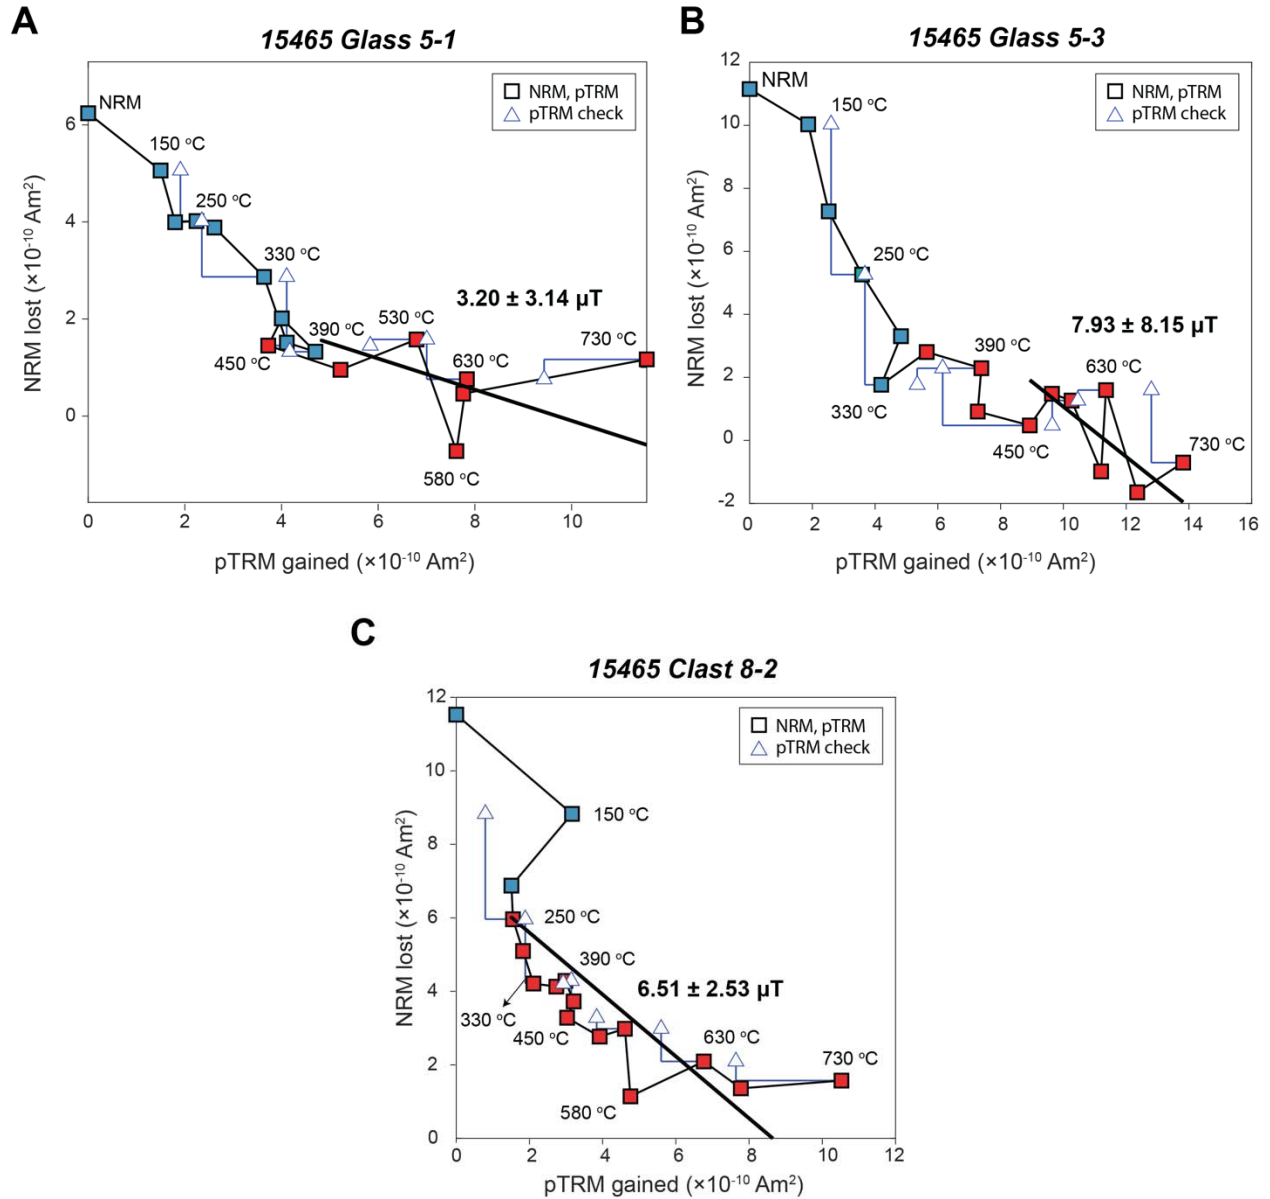 A
15465 Glass 5-1
NRM, pTRM
pTRM check
NRM
150 °C
250 °C
330 °C
390 °C
450°C
530 °C
580 °C
630 °C
730 °C
3.20 ± 3.14 µT
6
4
2
0
NRM lost (×10⁻¹⁰ Am²)
0 2 4 6 8 10
pTRM gained (×10⁻¹⁰ Am²)
B
15465 Glass 5-3
NRM, pTRM
pTRM check
NRM
150 °C
250 °C
330 °C
390 °C
450 °C
630 °C
730 °C
7.93 ± 8.15 µT
12
10
8
6
4
2
0
-2
NRM lost (×10⁻¹⁰ Am²)
0 2 4 6 8 10 12 14 16
pTRM gained (×10⁻¹⁰ Am²)
C
15465 Clast 8-2
NRM, pTRM
pTRM check
150 °C
250 °C
330 °C
390 °C
450 °C
580 °C
630 °C
730 °C
6.51 ± 2.53 µT
12
10
8
6
4
2
0
NRM lost (×10⁻¹⁰ Am²)
0 2 4 6 8 10 12
pTRM gained (×10⁻¹⁰ Am²)